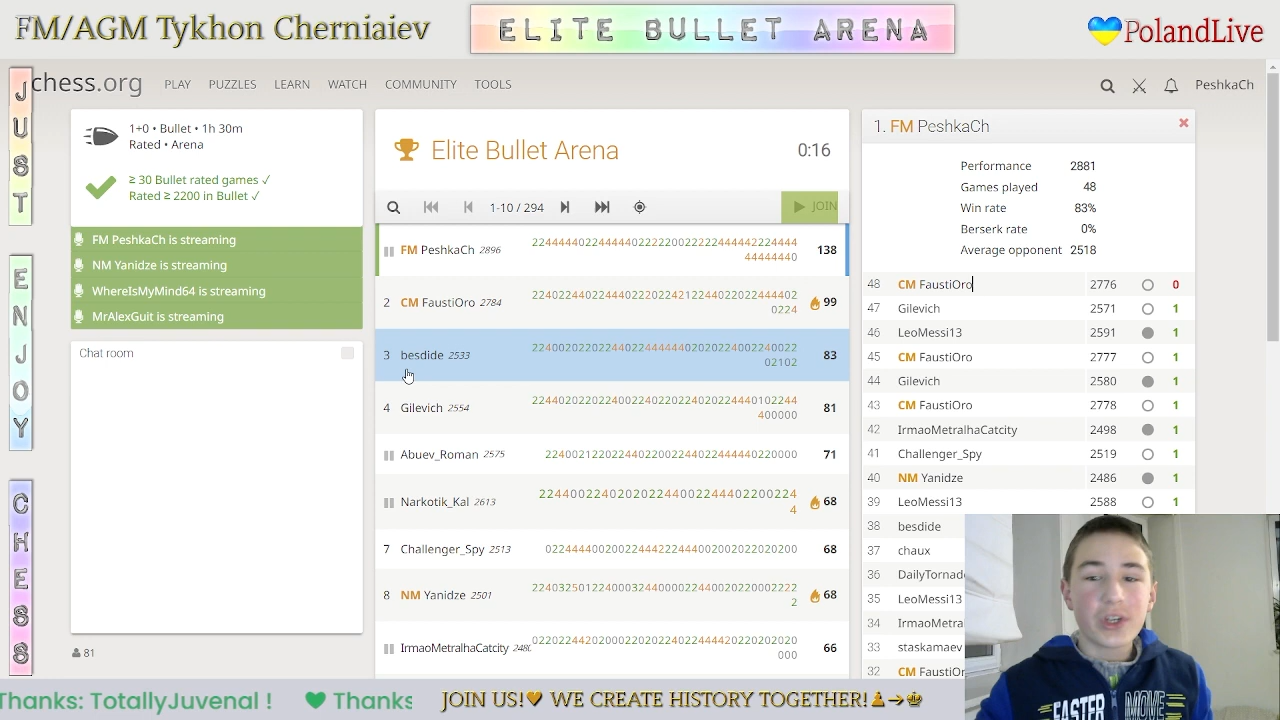 FM/AGM Tykhon Cherniaiev
ELITE BULLET ARENA
PolandLive
chess.org
PLAY
PUZZLES
LEARN
WATCH
COMMUNITY
TOOLS
PeshkaCh
JUST
ENJOY
CHESS
1+0 • Bullet • 1h 30m
Rated • Arena
≥ 30 Bullet rated games ✓
Rated ≥ 2200 in Bullet ✓
FM PeshkaCh is streaming
NM Yanidze is streaming
WhereIsMyMind64 is streaming
MrAlexGuit is streaming
Chat room
81
Elite Bullet Arena
0:16
1-10 / 294
JOIN
FM PeshkaCh 2896
138
2 CM FaustiOro 2784
99
3 besdide 2533
83
4 Gilevich 2554
81
Abuev_Roman 2575
71
Narkotik_Kal 2613
68
7 Challenger_Spy 2513
68
8 NM Yanidze 2501
68
IrmaoMetralhaCatcity
66
1. FM PeshkaCh
Performance 2881
Games played 48
Win rate 83%
Berserk rate 0%
Average opponent 2518
48 CM FaustiOro 2776 0
47 Gilevich 2571 1
46 LeoMessi13 2591 1
45 CM FaustiOro 2777 1
44 Gilevich 2580 1
43 CM FaustiOro 2778 1
42 IrmaoMetralhaCatcity 2498 1
41 Challenger_Spy 2519 1
40 NM Yanidze 2486 1
39 LeoMessi13 2588 1
38 besdide
37 chaux
36 DailyTornad
35 LeoMessi13
34 IrmaoMetra
33 staskamaev
32 CM FaustiOr
FASTER
MOVE
Thanks: TotallyJuvenal !
Thanks
JOIN US! WE CREATE HISTORY TOGETHER!